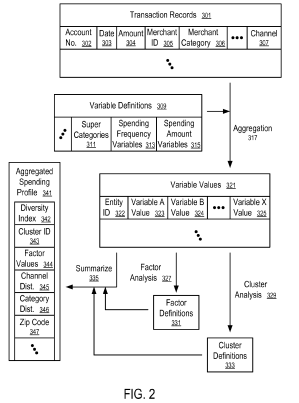 Transaction Records 301
Account No. 302
Date 303
Amount 304
Merchant ID 305
Merchant Category 306
•••
Channel 307
Variable Definitions 309
Super Categories 311
Spending Frequency Variables 313
Spending Amount Variables 315
Aggregation 317
Aggregated Spending Profile 341
Diversity Index 342
Cluster ID 343
Factor Values 344
Channel Dist. 345
Category Dist. 346
Zip Code 347
Variable Values 321
Entity ID 322
Variable A Value 323
Variable B Value 324
•••
Variable X Value 325
Summarize 335
Factor Analysis 327
Cluster Analysis 329
Factor Definitions 331
Cluster Definitions 333
FIG. 2